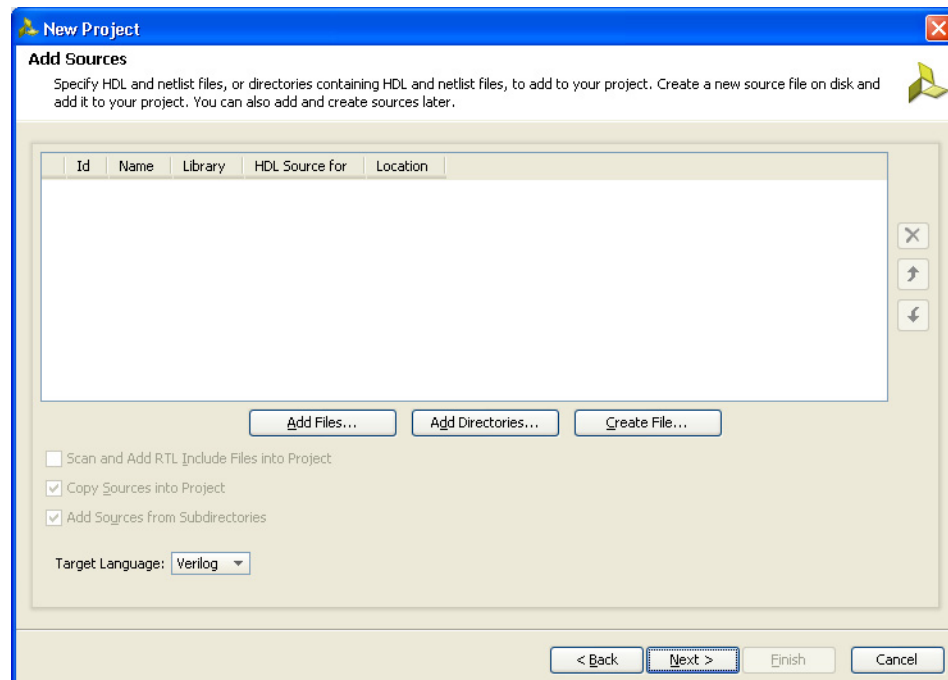 New Project
Add Sources
Specify HDL and netlist files, or directories containing HDL and netlist files, to add to your project. Create a new source file on disk and
add it to your project. You can also add and create sources later.
Id Name Library HDL Source for Location
Add Files... Add Directories... Create File...
Scan and Add RTL Include Files into Project
Copy Sources into Project
Add Sources from Subdirectories
Target Language: Verilog
< Back Next > Finish Cancel